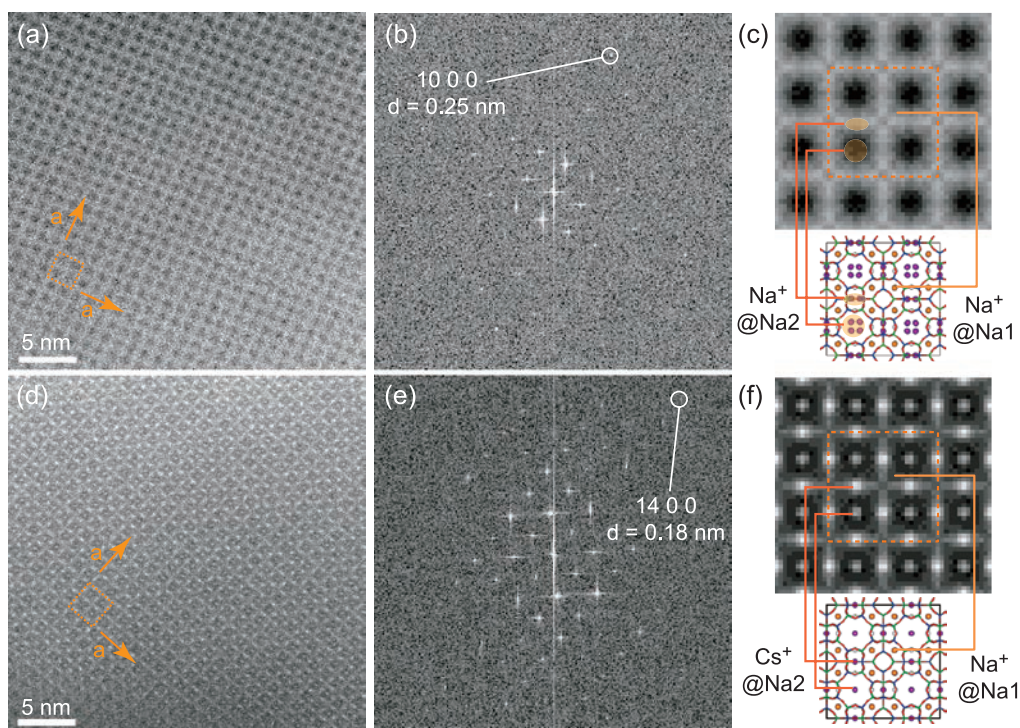 (a)
a
a
5 nm
(b)
10 0 0
d = 0.25 nm
(c)
Na⁺
@Na2
Na⁺
@Na1
(d)
a
a
5 nm
(e)
14 0 0
d = 0.18 nm
(f)
Cs⁺
@Na2
Na⁺
@Na1